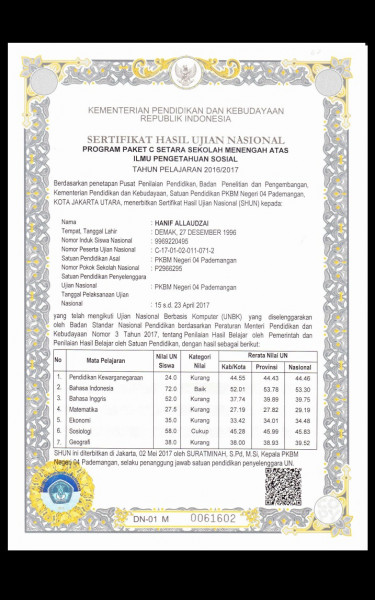 KEMENTERIAN PENDIDIKAN DAN KEBUDAYAAN
REPUBLIK INDONESIA
SERTIFIKAT HASIL UJIAN NASIONAL
PROGRAM PAKET C SETARA SEKOLAH MENENGAH ATAS
ILMU PENGETAHUAN SOSIAL
TAHUN PELAJARAN 2016/2017
Berdasarkan penetapan Pusat Penilaian Pendidikan, Badan Penelitian dan Pengembangan,
Kementerian Pendidikan dan Kebudayaan, Satuan Pendidikan PKBM Negeri 04 Pademangan,
KOTA JAKARTA UTARA, menerbitkan Sertifikat Hasil Ujian Nasional (SHUN) kepada:
Nama : HANIF ALLAUDZAI
Tempat, Tanggal Lahir : DEMAK, 27 DESEMBER 1996
Nomor Induk Siswa Nasional : 9969220495
Nomor Peserta Ujian Nasional : C-17-01-02-011-071-2
Satuan Pendidikan Asal : PKBM Negeri 04 Pademangan
Nomor Pokok Sekolah Nasional : P2966295
Satuan Pendidikan Penyelenggara
Ujian Nasional : PKBM Negeri 04 Pademangan
Tanggal Pelaksanaan Ujian
Nasional : 15 s.d. 23 April 2017
yang telah mengikuti Ujian Nasional Berbasis Komputer (UNBK) yang diselenggarakan
oleh Badan Standar Nasional Pendidikan berdasarkan Peraturan Menteri Pendidikan dan
Kebudayaan Nomor 3 Tahun 2017, tentang Penilaian Hasil Belajar oleh Pemerintah dan
Penilaian Hasil Belajar oleh Satuan Pendidikan, dengan hasil sebagai berikut:
No Mata Pelajaran Nilai UN Siswa Kategori Nilai Rerata Nilai UN
Kab/Kota Provinsi Nasional
1. Pendidikan Kewarganegaraan 24.0 Kurang 44.55 44.43 44.46
2. Bahasa Indonesia 72.0 Baik 52.01 53.78 53.30
3. Bahasa Inggris 52.0 Kurang 37.74 39.89 39.75
4. Matematika 27.5 Kurang 27.19 27.82 29.19
5. Ekonomi 35.0 Kurang 33.42 34.01 34.48
6. Sosiologi 58.0 Cukup 45.28 45.99 45.83
7. Geografi 38.0 Kurang 38.00 38.93 39.52
SHUN ini diterbitkan di Jakarta, 02 Mei 2017 oleh SURATMINAH, S.Pd, M.Si, Kepala PKBM
Negeri 04 Pademangan, selaku penanggung jawab satuan pendidikan penyelenggara UN.
DN-01 M 0061602